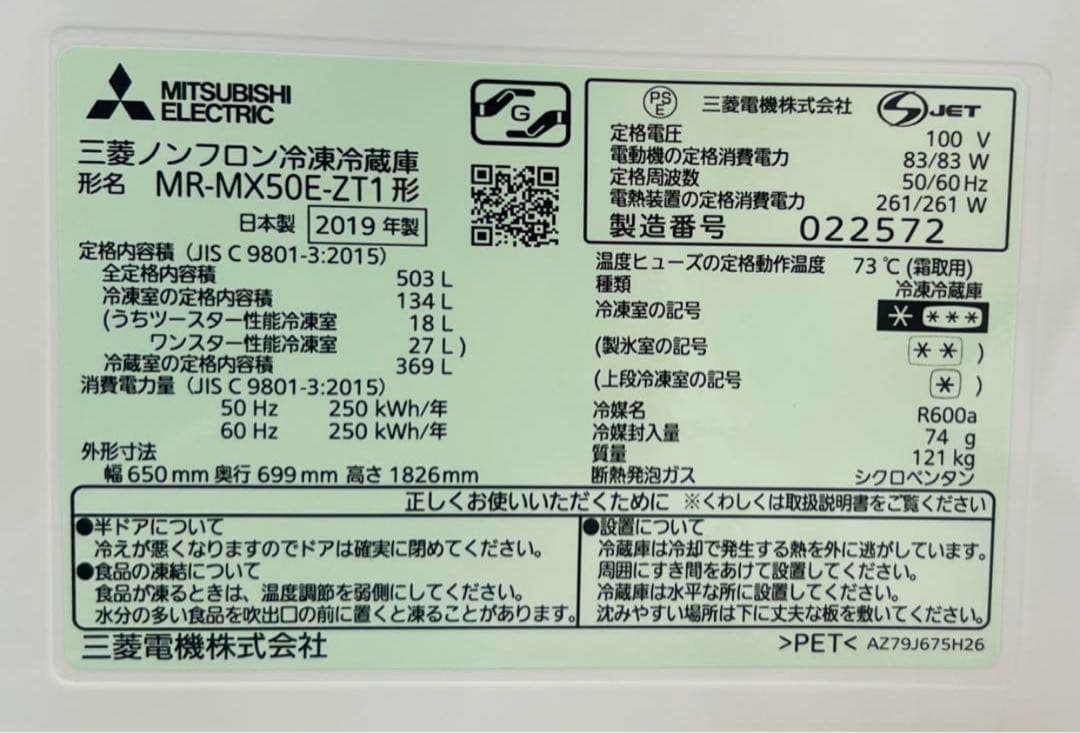 MITSUBISHI
ELECTRIC
三菱ノンフロン冷凍冷蔵庫
形名 MR-MX50E-ZT1形
日本製 2019 年製
定格内容積 (JIS C 9801-3:2015)
全定格内容積 503 L
冷凍室の定格内容積 134 L
(うちツースター性能冷凍室 18 L
ワンスター性能冷凍室 27 L )
冷蔵室の定格内容積 369 L
消費電力量 (JIS C 9801-3:2015)
50 Hz 250 kWh/年
60 Hz 250 kWh/年
外形寸法
幅 650 mm 奥行 699 mm 高さ 1826mm
G
PS
E 三菱電機株式会社 S JET
定格電圧 100 V
電動機の定格消費電力 83/83 W
定格周波数 50/60 Hz
電熱装置の定格消費電力 261/261 W
製造番号 022572
温度ヒューズの定格動作温度 73 ℃ (霜取用)
種類 冷凍冷蔵庫
冷凍室の記号 * ***
(製氷室の記号 ** )
(上段冷凍室の記号 * )
冷媒名 R600a
冷媒封入量 74 g
質量 121 kg
断熱発泡ガス シクロペンタン
正しくお使いいただくために ※くわしくは取扱説明書をご覧ください
●半ドアについて
冷えが悪くなりますのでドアは確実に閉めてください。
●食品の凍結について
食品が凍るときは、温度調節を弱側にしてください。
水分の多い食品を吹出口の前に置くと凍ることがあります。
●設置について
冷蔵庫は冷却で発生する熱を外に逃がしています。
周囲にすき間をあけて設置してください。
冷蔵庫は水平な所に設置してください。
沈みやすい場所は下に丈夫な板を敷いてください。
三菱電機株式会社
>PET< AZ79J675H26